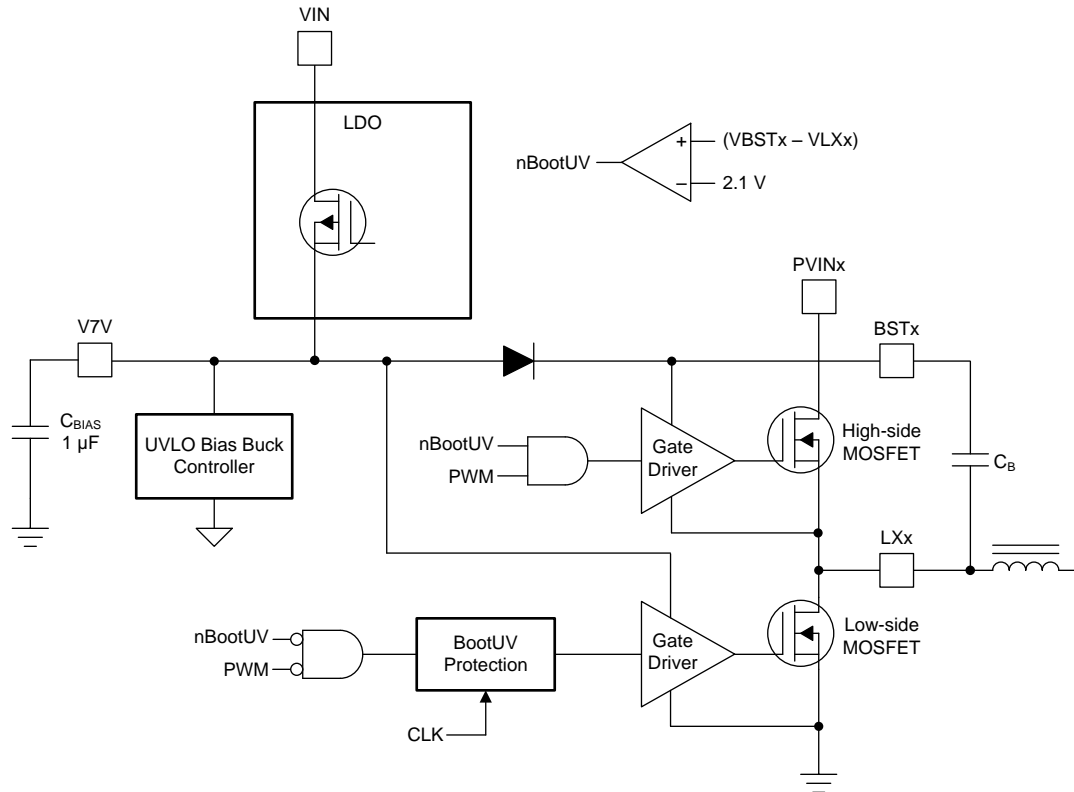 VIN
LDO
nBootUV
+
(VBSTx – VLXx)
–
2.1 V
PVINx
V7V
BSTx
CBIAS
1 µF
UVLO Bias Buck
Controller
nBootUV
PWM
Gate
Driver
High-side
MOSFET
CB
LXx
nBootUV
PWM
BootUV
Protection
CLK
Gate
Driver
Low-side
MOSFET